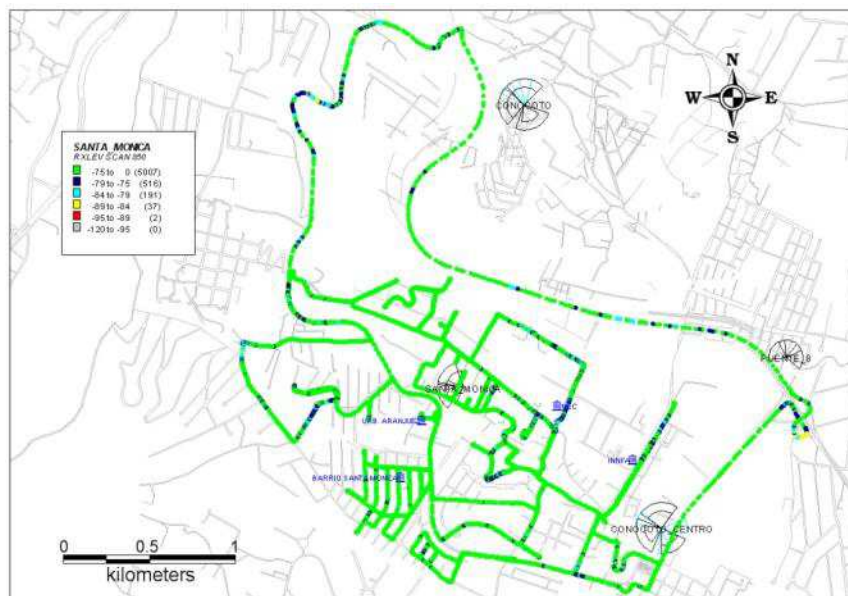 N
W E
S
CONOCOTO
SANTA MONICA
RXLEV SCAN 850
-75 to 0 (5007)
-79 to -75 (516)
-84 to -79 (191)
-89 to -84 (37)
-95 to -89 (2)
-120 to -95 (0)
PUENTE_8
SANTA_MONICA
URB. ARANJUEZ
INNFA
BARRIO SANTA MONICA
CONOCOTO_CENTRO
0 0.5 1
kilometers